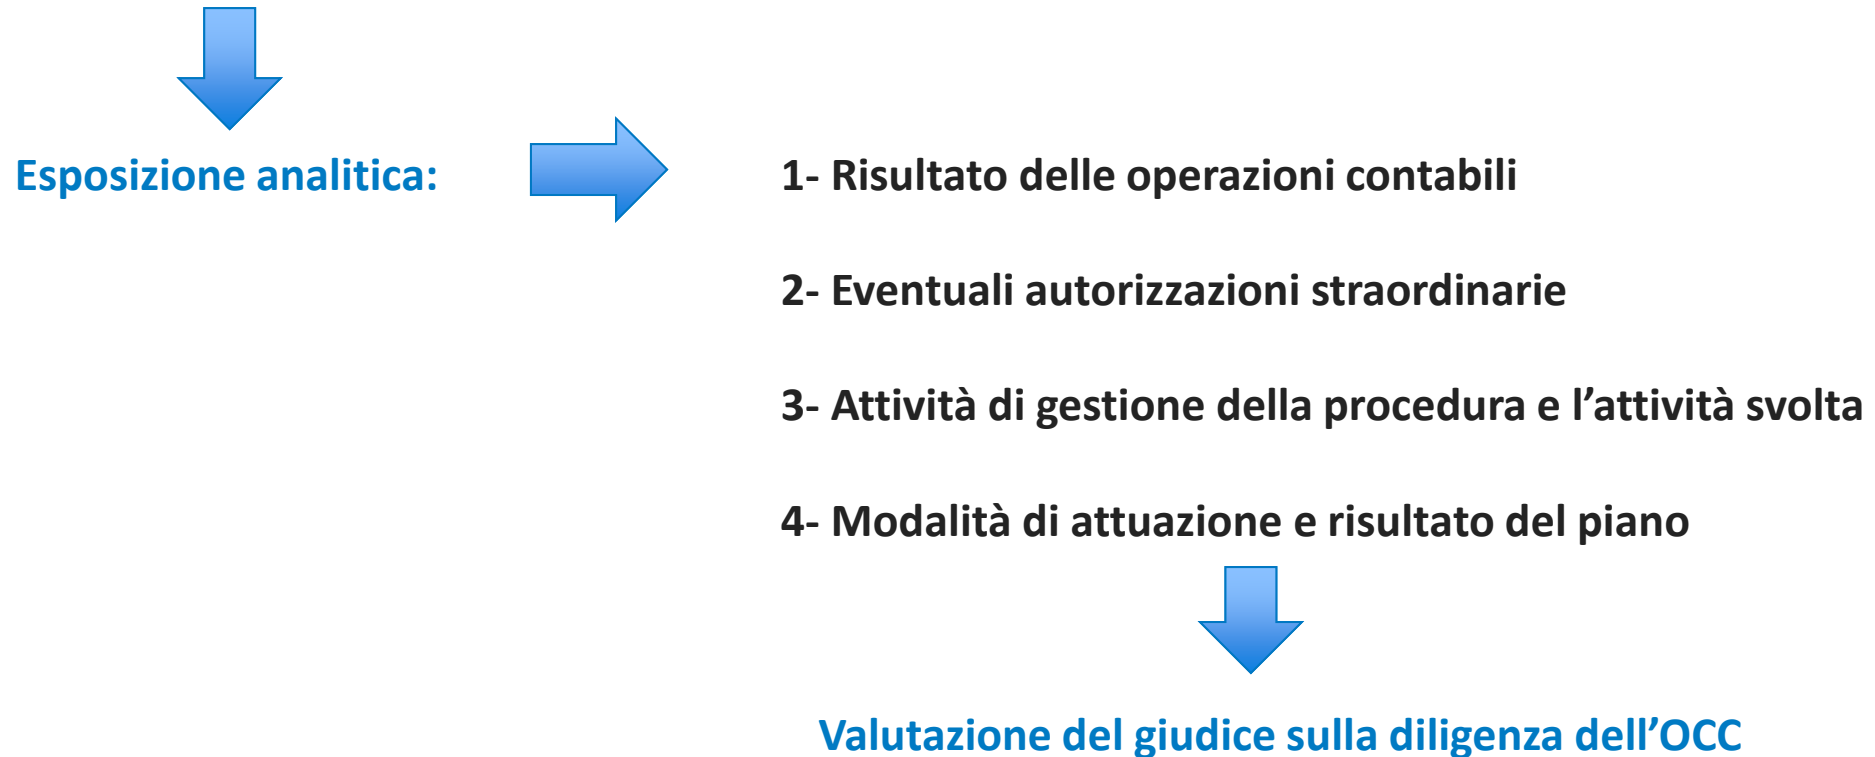 Esposizione analitica:
1- Risultato delle operazioni contabili
2- Eventuali autorizzazioni straordinarie
3- Attività di gestione della procedura e l’attività svolta
4- Modalità di attuazione e risultato del piano
Valutazione del giudice sulla diligenza dell’OCC